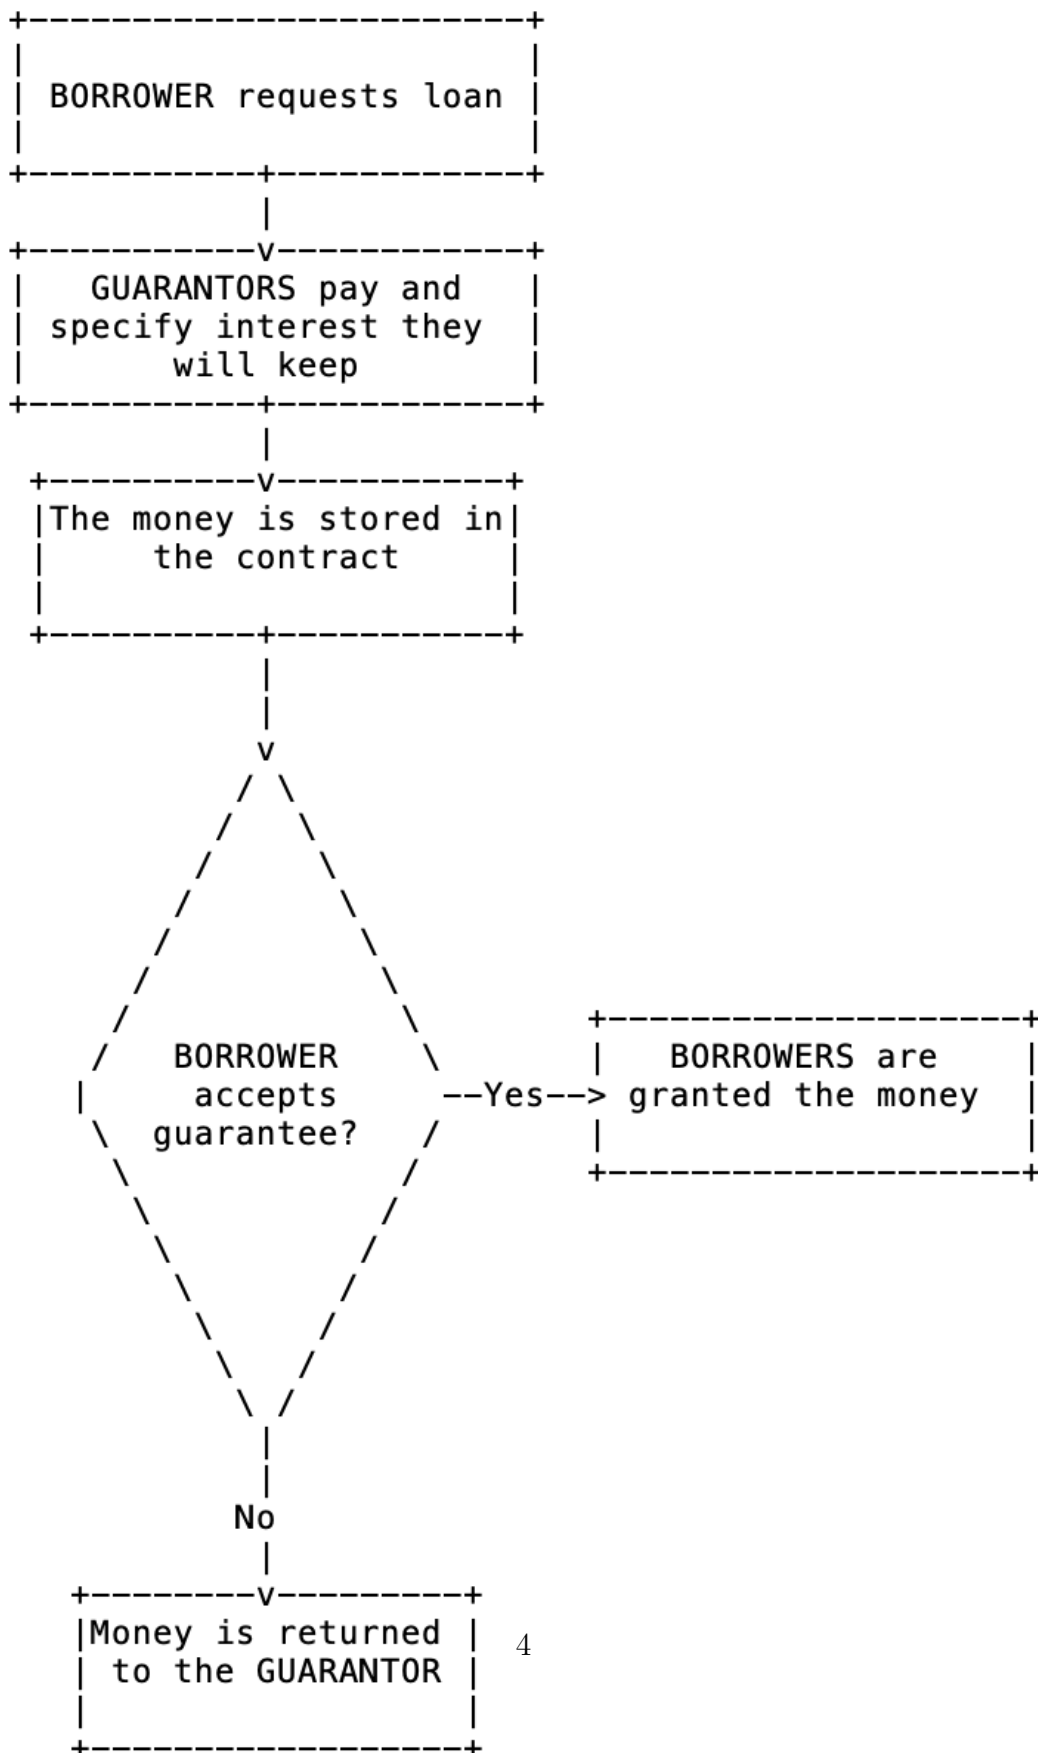 BORROWER requests loan
GUARANTORS pay and
specify interest they
will keep
The money is stored in
the contract
BORROWER
accepts
guarantee?
--Yes-->
BORROWERS are
granted the money
No
Money is returned
to the GUARANTOR
4